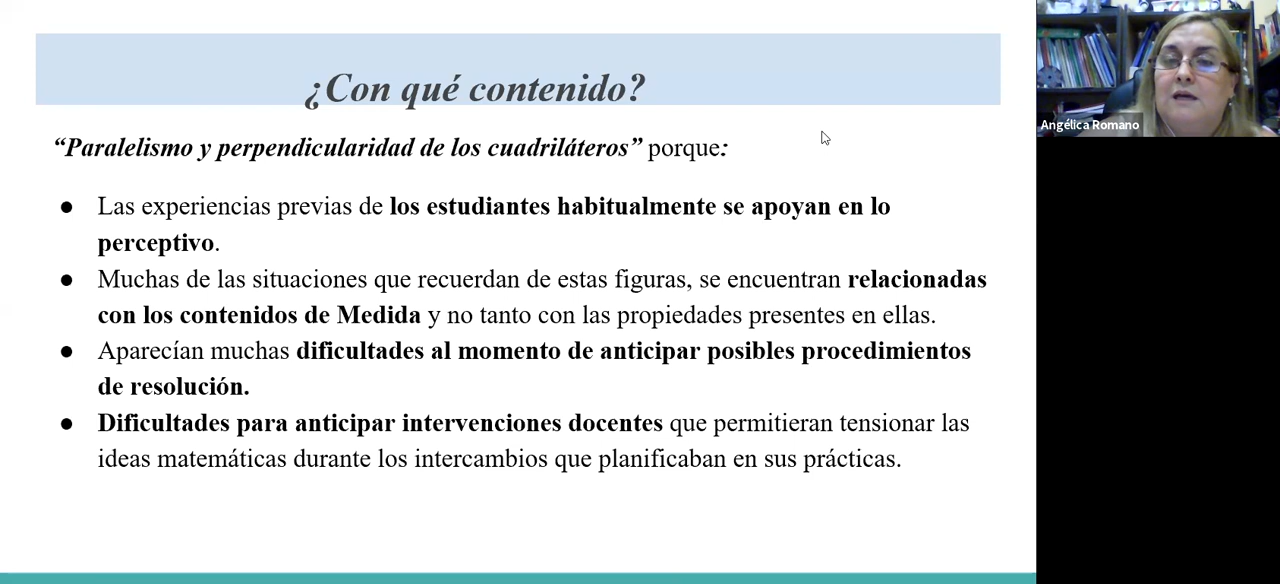 ¿Con qué contenido?
“Paralelismo y perpendicularidad de los cuadriláteros” porque:
● Las experiencias previas de los estudiantes habitualmente se apoyan en lo
perceptivo.
● Muchas de las situaciones que recuerdan de estas figuras, se encuentran relacionadas
con los contenidos de Medida y no tanto con las propiedades presentes en ellas.
● Aparecían muchas dificultades al momento de anticipar posibles procedimientos
de resolución.
● Dificultades para anticipar intervenciones docentes que permitieran tensionar las
ideas matemáticas durante los intercambios que planificaban en sus prácticas.
Angélica Romano